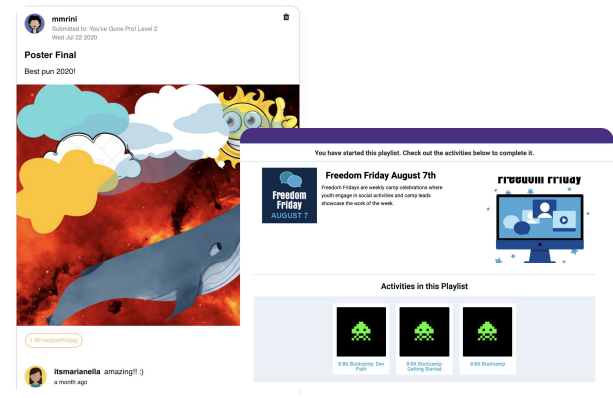 mmrini
Submitted to: You've Gone Pro! Level 2
Wed Jul 22 2020
Poster Final
Best pun 2020!
#FreedomFriday
itsmarianella amazing!! :)
a month ago
You have started this playlist. Check out the activities below to complete it.
Freedom
Friday
AUGUST 7
Freedom Friday August 7th
Freedom Fridays are weekly camp celebrations where
youth engage in social activities and camp leads
showcase the work of the week.
Freedom Friday
Activities in this Playlist
8-Bit Bootcamp: Dev
Path
8-Bit Bootcamp:
Getting Started
8-Bit Bootcamp